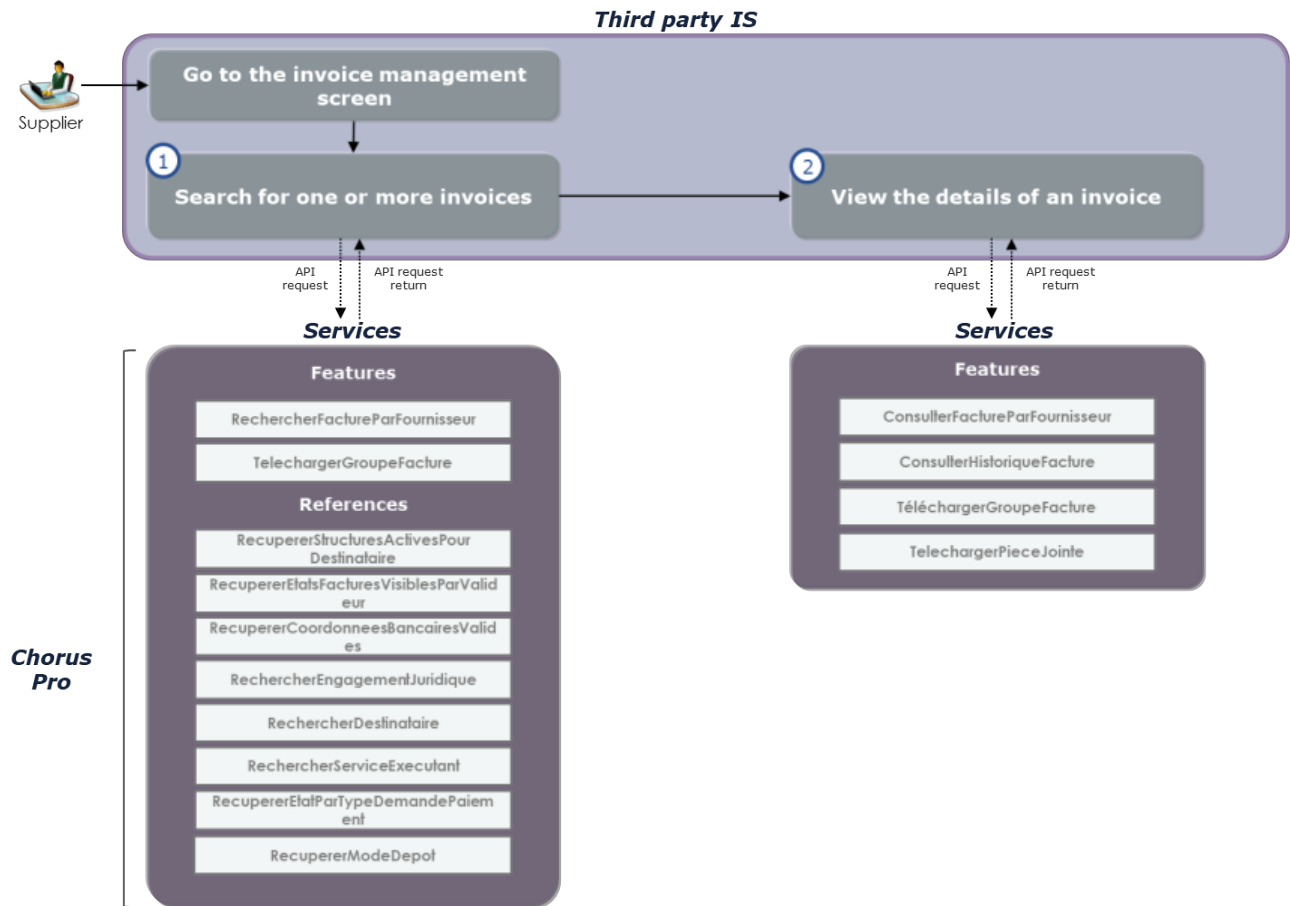 Third party IS
Supplier
Go to the invoice management
screen
1
Search for one or more invoices
2
View the details of an invoice
API
request
API request
return
API
request
API request
return
Services
Features
RechercherFactureParFournisseur
TelechargerGroupeFacture
References
RecupererStructuresActivesPour
Destinataire
RecupererEtatsFacturesVisiblesParValid
eur
RecupererCoordonneesBancairesValid
es
RechercherEngagementJuridique
RechercherDestinataire
RechercherServiceExecutant
RecupererEtatParTypeDemandePaiem
ent
RecupererModeDepot
Services
Features
ConsulterFactureParFournisseur
ConsulterHistoriqueFacture
TéléchargerGroupeFacture
TelechargerPieceJointe
Chorus
Pro